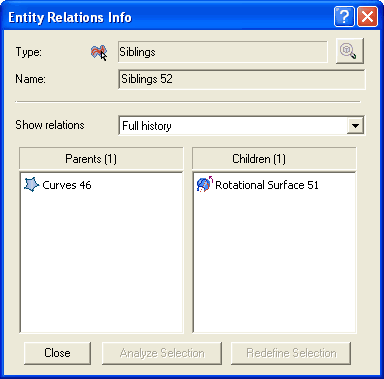 Entity Relations Info
Type: Siblings
Name: Siblings 52
Show relations Full history
Parents (1) Children (1)
Curves 46 Rotational Surface 51
Close Analyze Selection Redefine Selection